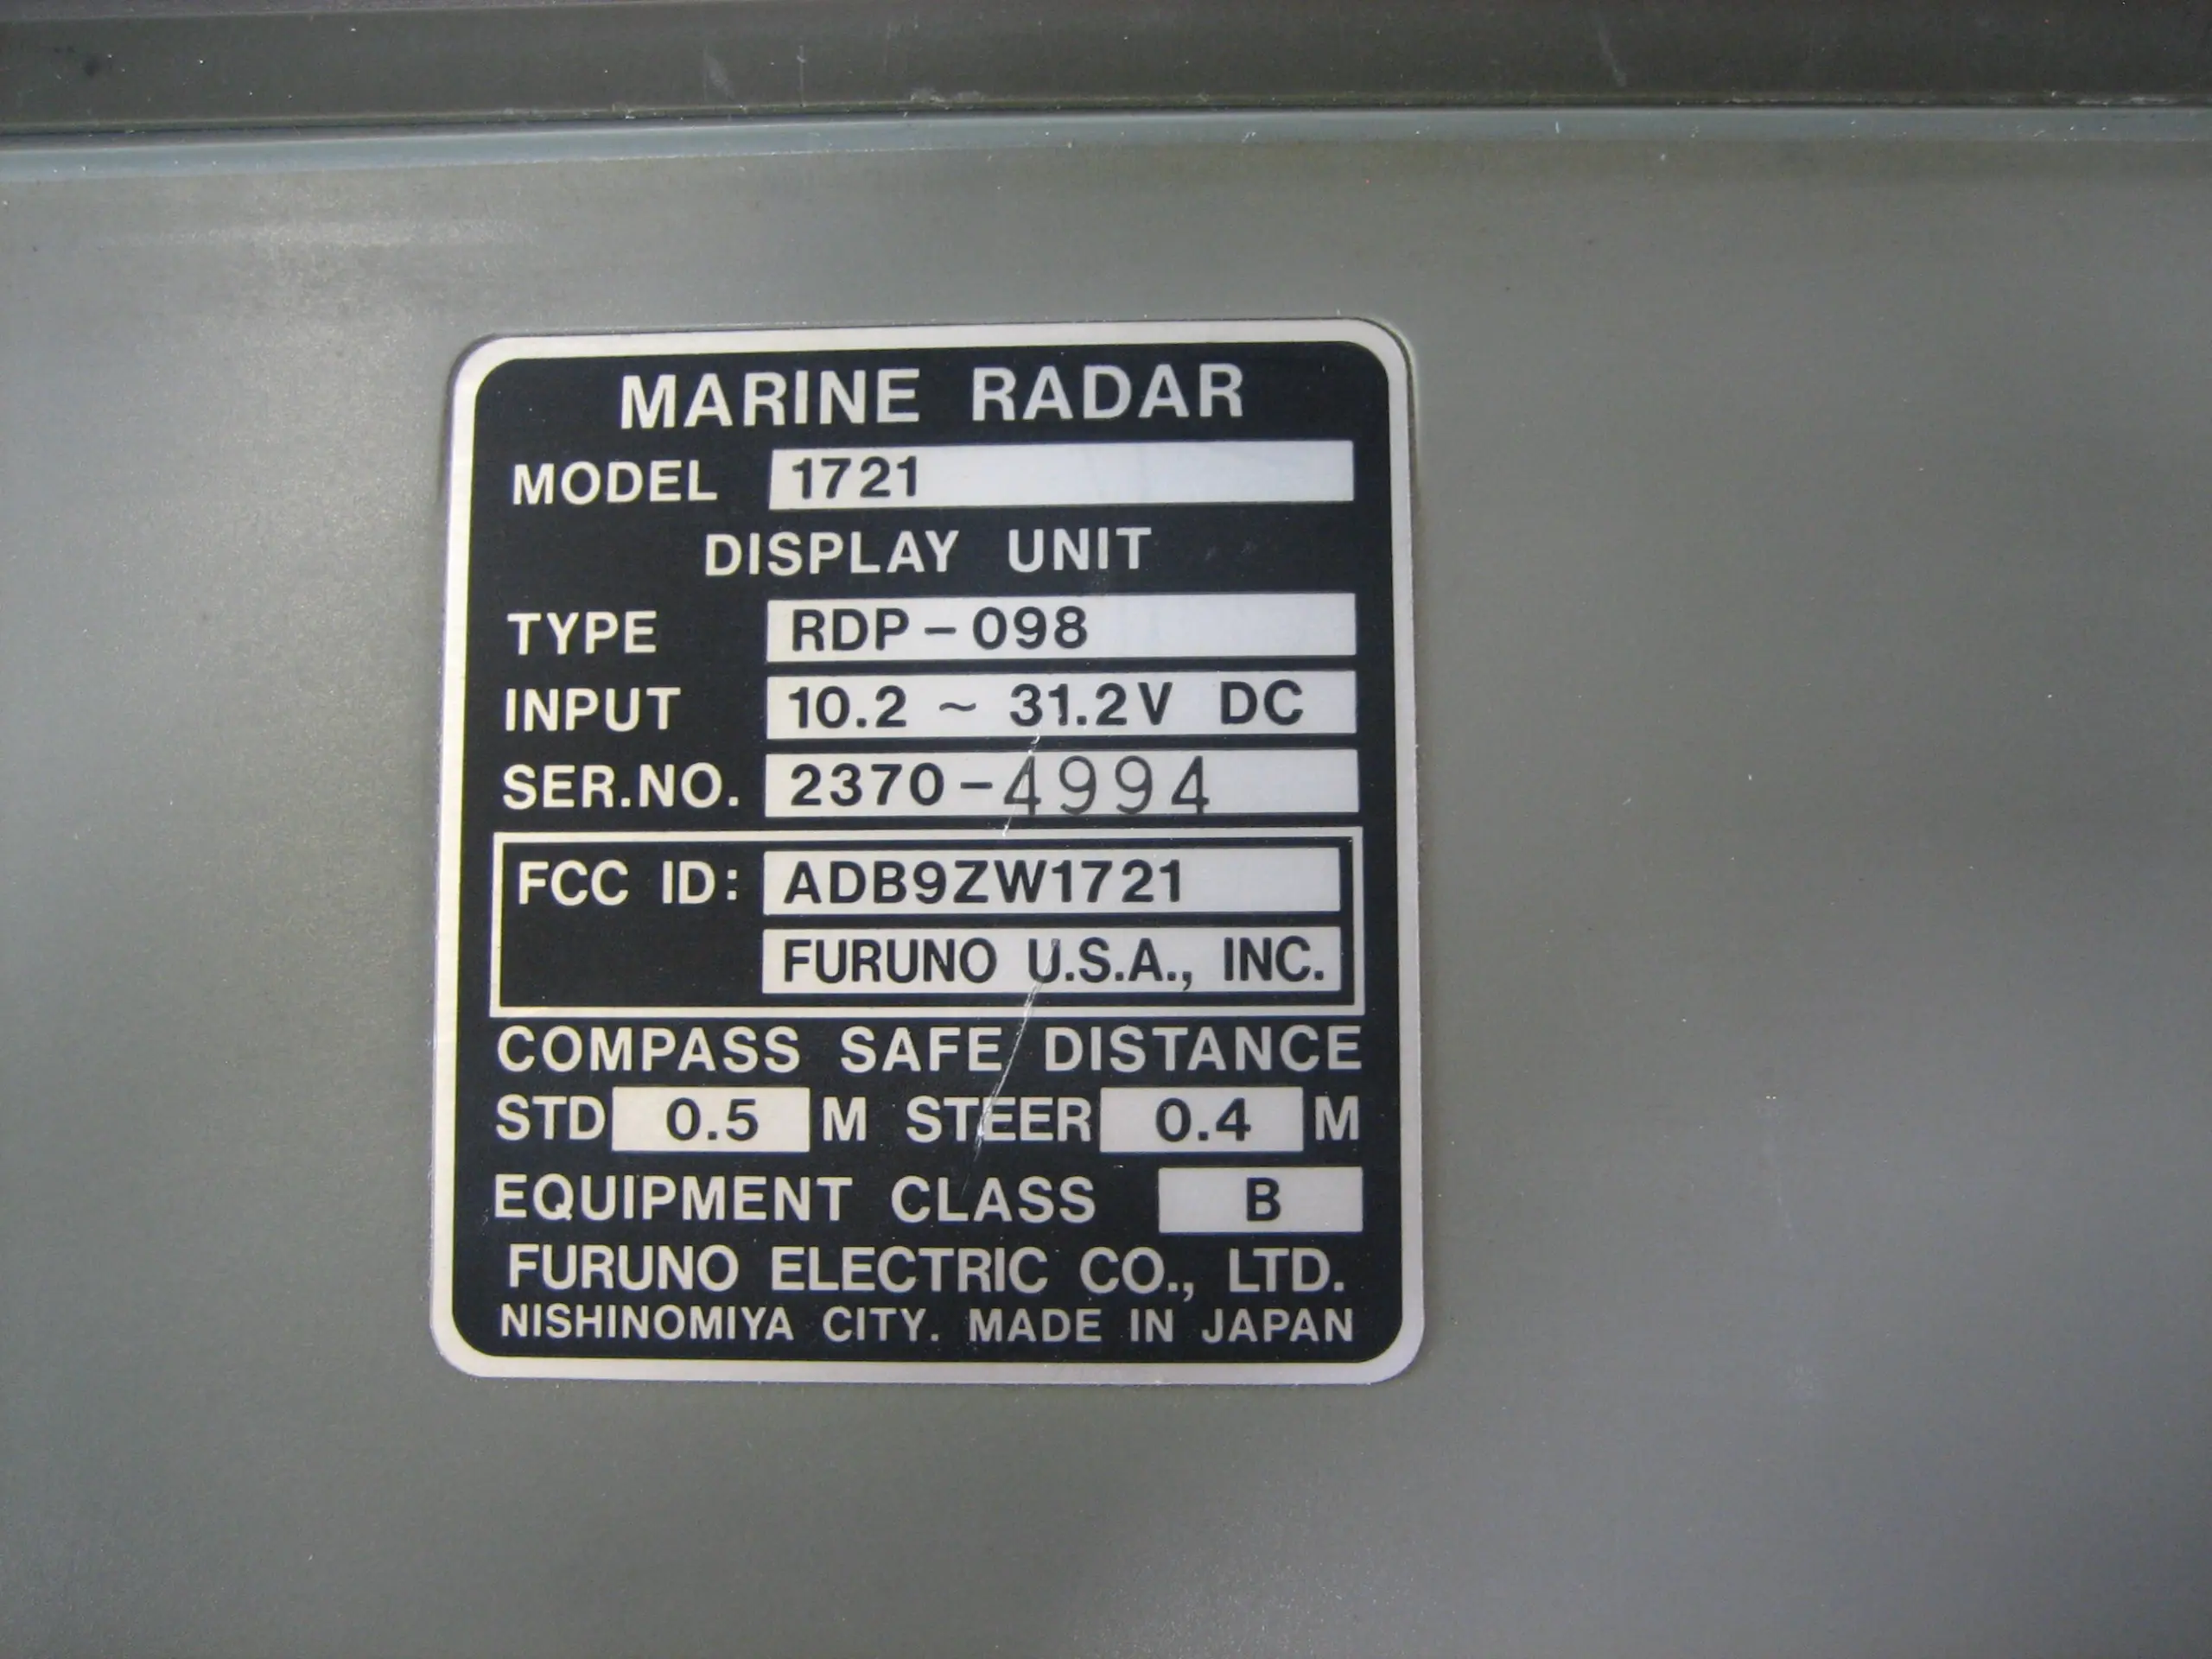 MARINE RADAR
MODEL 1721
DISPLAY UNIT
TYPE RDP-098
INPUT 10.2 ~ 31.2V DC
SER.NO. 2370-4994
FCC ID: ADB9ZW1721
FURUNO U.S.A., INC.
COMPASS SAFE DISTANCE
STD 0.5 M STEER 0.4 M
EQUIPMENT CLASS B
FURUNO ELECTRIC CO., LTD.
NISHINOMIYA CITY. MADE IN JAPAN